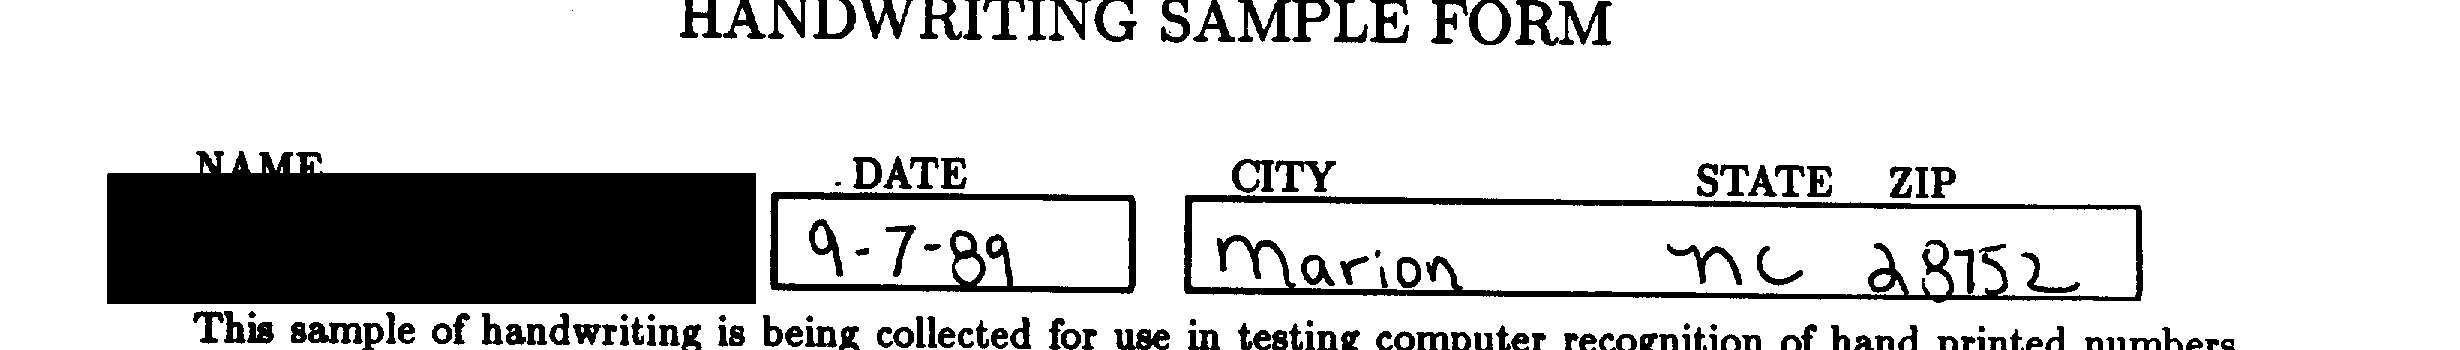 HANDWRITING SAMPLE FORM
NAME DATE CITY STATE ZIP
9-7-89 Marion nc 28752
This sample of handwriting is being collected for use in testing computer recognition of hand printed numbers